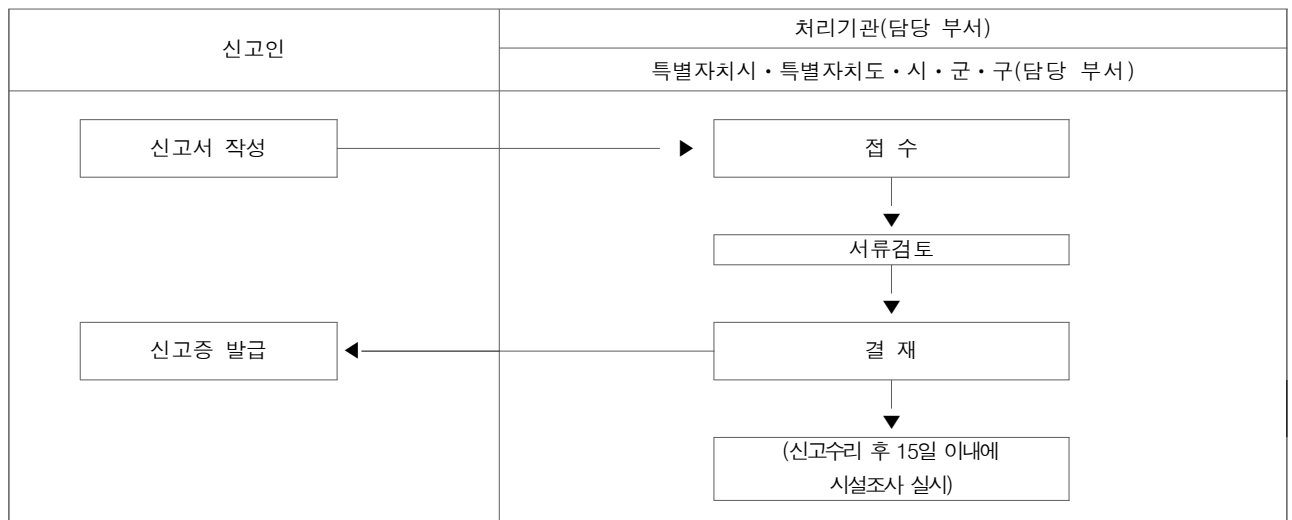 신고인
처리기관(담당 부서)
특별자치시・특별자치도・시・군・구(담당 부서)
신고서 작성
접 수
서류검토
신고증 발급
결 재
(신고수리 후 15일 이내에
시설조사 실시)